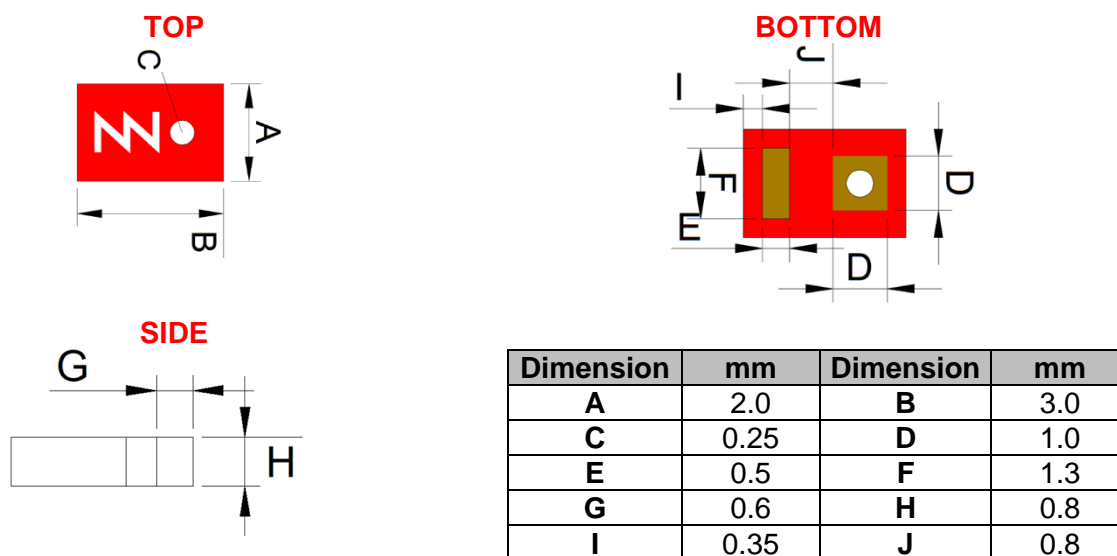 TOP
C
A
B
BOTTOM
J
I
F
D
E
D
SIDE
G
H
Dimension mm Dimension mm
A 2.0 B 3.0
C 0.25 D 1.0
E 0.5 F 1.3
G 0.6 H 0.8
I 0.35 J 0.8